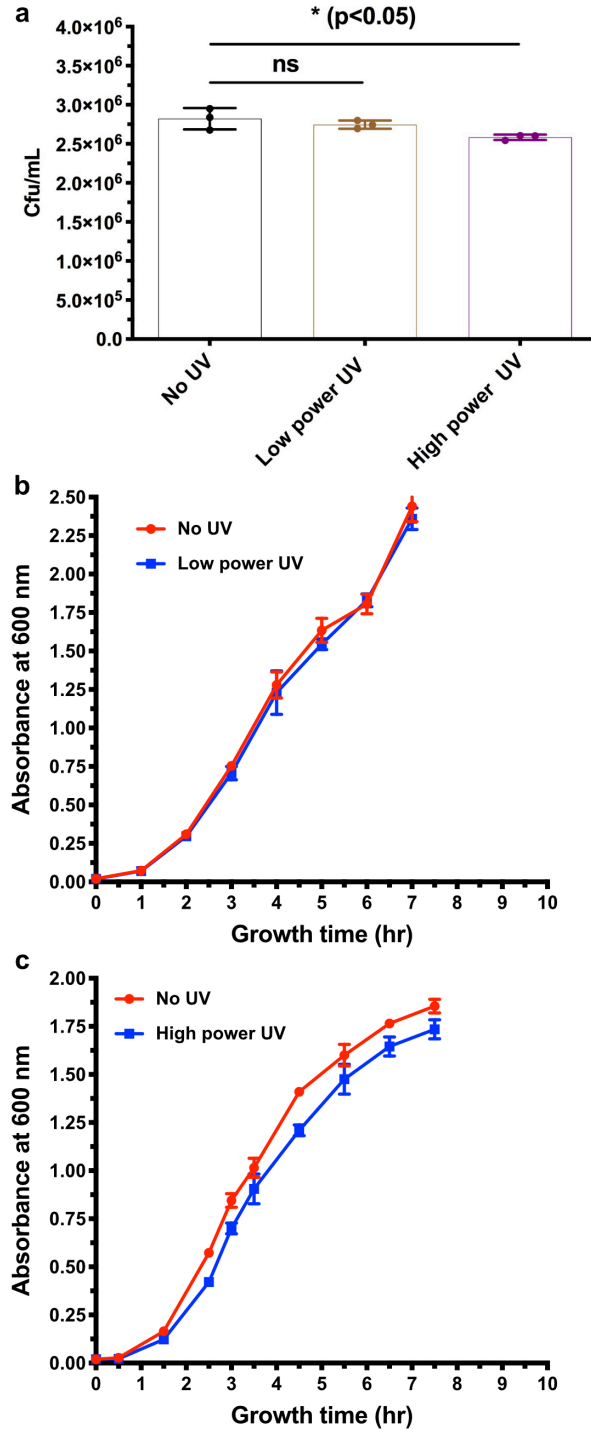 a
* (p<0.05)
ns
4.0×10⁶
3.5×10⁶
3.0×10⁶
2.5×10⁶
2.0×10⁶
1.5×10⁶
1.0×10⁶
5.0×10⁵
0.0
Cfu/mL
No UV
Low power UV
High power UV
b
2.50
2.25
2.00
1.75
1.50
1.25
1.00
0.75
0.50
0.25
0.00
Absorbance at 600 nm
No UV
Low power UV
0 1 2 3 4 5 6 7 8 9 10
Growth time (hr)
c
2.00
1.75
1.50
1.25
1.00
0.75
0.50
0.25
0.00
Absorbance at 600 nm
No UV
High power UV
0 1 2 3 4 5 6 7 8 9 10
Growth time (hr)